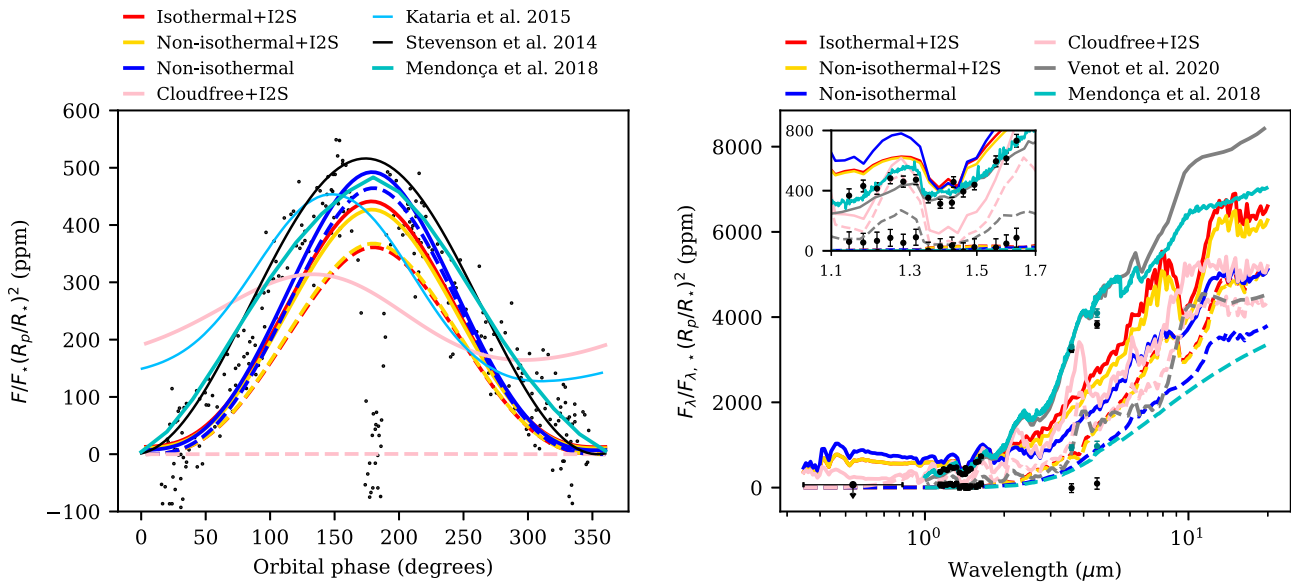 Isothermal+I2S
Non-isothermal+I2S
Non-isothermal
Cloudfree+I2S
Kataria et al. 2015
Stevenson et al. 2014
Mendonça et al. 2018
600
500
400
300
200
100
0
−100
F/F⋆ (Rp/R⋆)² (ppm)
0
50
100
150
200
250
300
350
Orbital phase (degrees)
Isothermal+I2S
Non-isothermal+I2S
Non-isothermal
Cloudfree+I2S
Venot et al. 2020
Mendonça et al. 2018
8000
6000
4000
2000
0
Fλ/Fλ,⋆ (Rp/R⋆)² (ppm)
800
400
0
1.1
1.3
1.5
1.7
10⁰
10¹
Wavelength (μm)